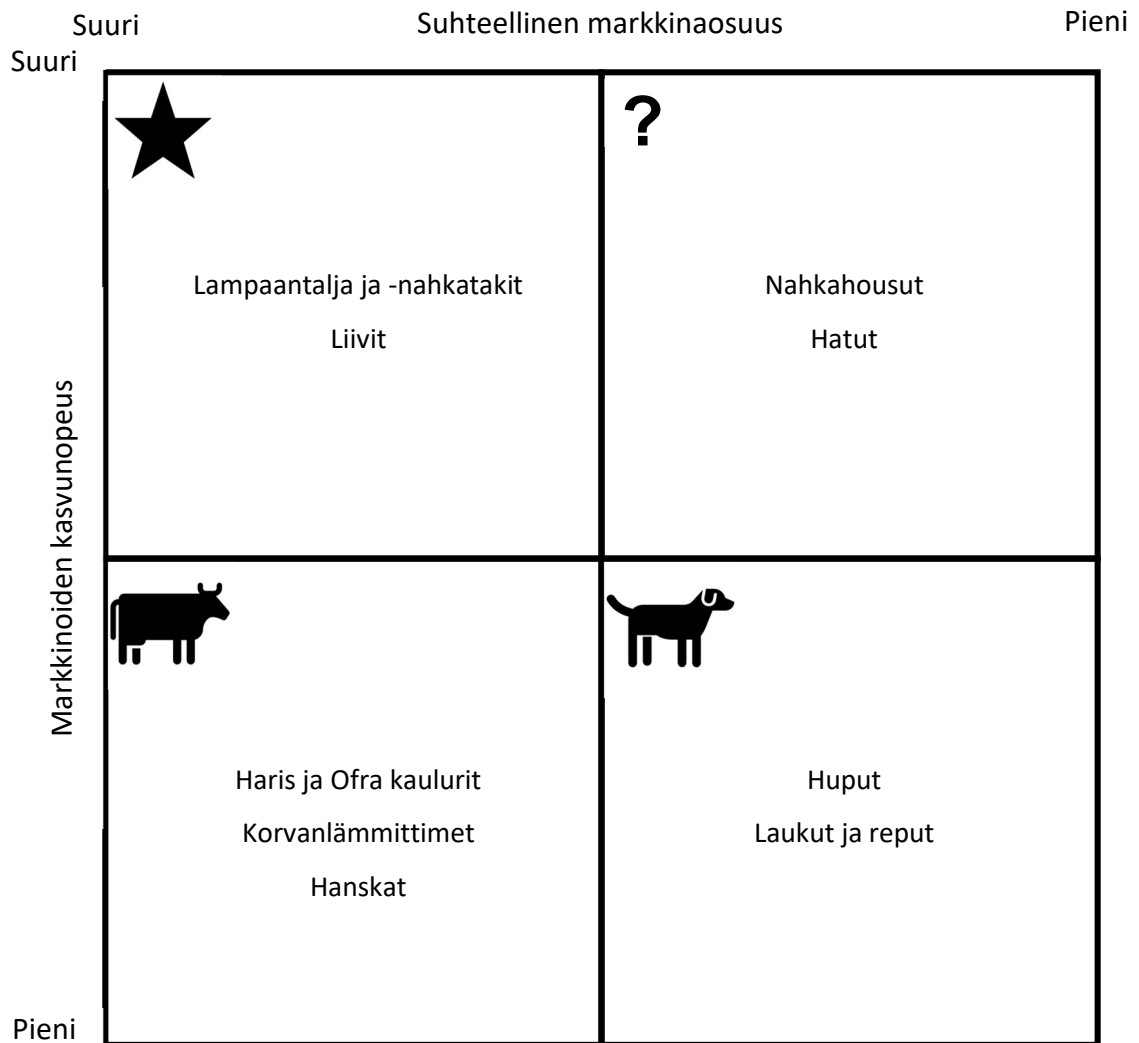 Suuri Suhteellinen markkinaosuus Pieni
Suuri
?
Lampaantalja ja -nahkatakit
Liivit
Nahkahousut
Hatut
Markkinoiden kasvunopeus
Haris ja Ofra kaulurit
Korvanlämmittimet
Hanskat
Huput
Laukut ja reput
Pieni